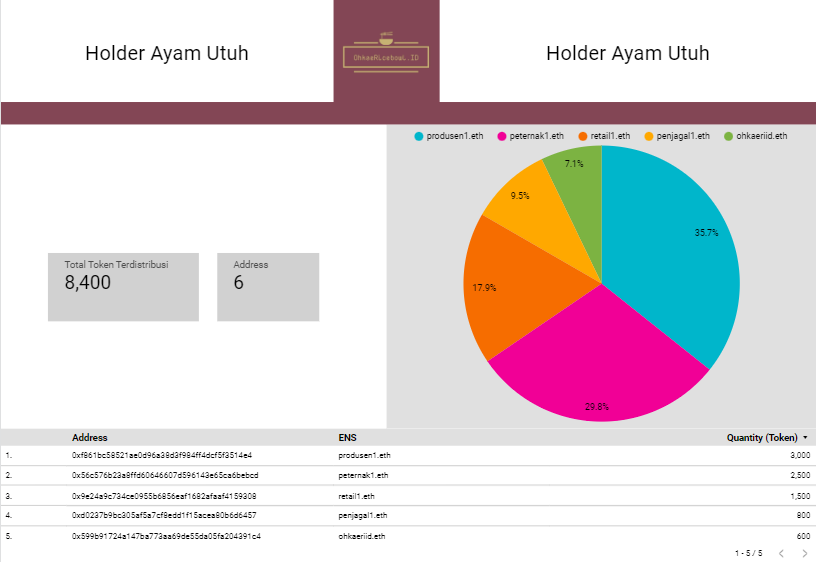 Holder Ayam Utuh
OhkaeRicebowL.ID
Holder Ayam Utuh
produsen1.eth peternak1.eth retail1.eth penjagal1.eth ohkaeriid.eth
7.1%
9.5%
35.7%
17.9%
29.8%
Total Token Terdistribusi
8,400
Address
6
Address ENS Quantity (Token)
1. 0xf861bc58521ae0d96a38d3f984ff4dcf5f3514e4 produsen1.eth 3,000
2. 0x56c576b23a8ffd60646607d596143e65ca6bebcd peternak1.eth 2,500
3. 0x9e24a9c734ce0955b6856eaf1682afaaf4159308 retail1.eth 1,500
4. 0xd0237b9bc305af5a7cf8edd1f15acea80b6d6457 penjagal1.eth 800
5. 0x599b91724a147ba773aa69de55da05fa204391c4 ohkaeriid.eth 600
1 - 5 / 5